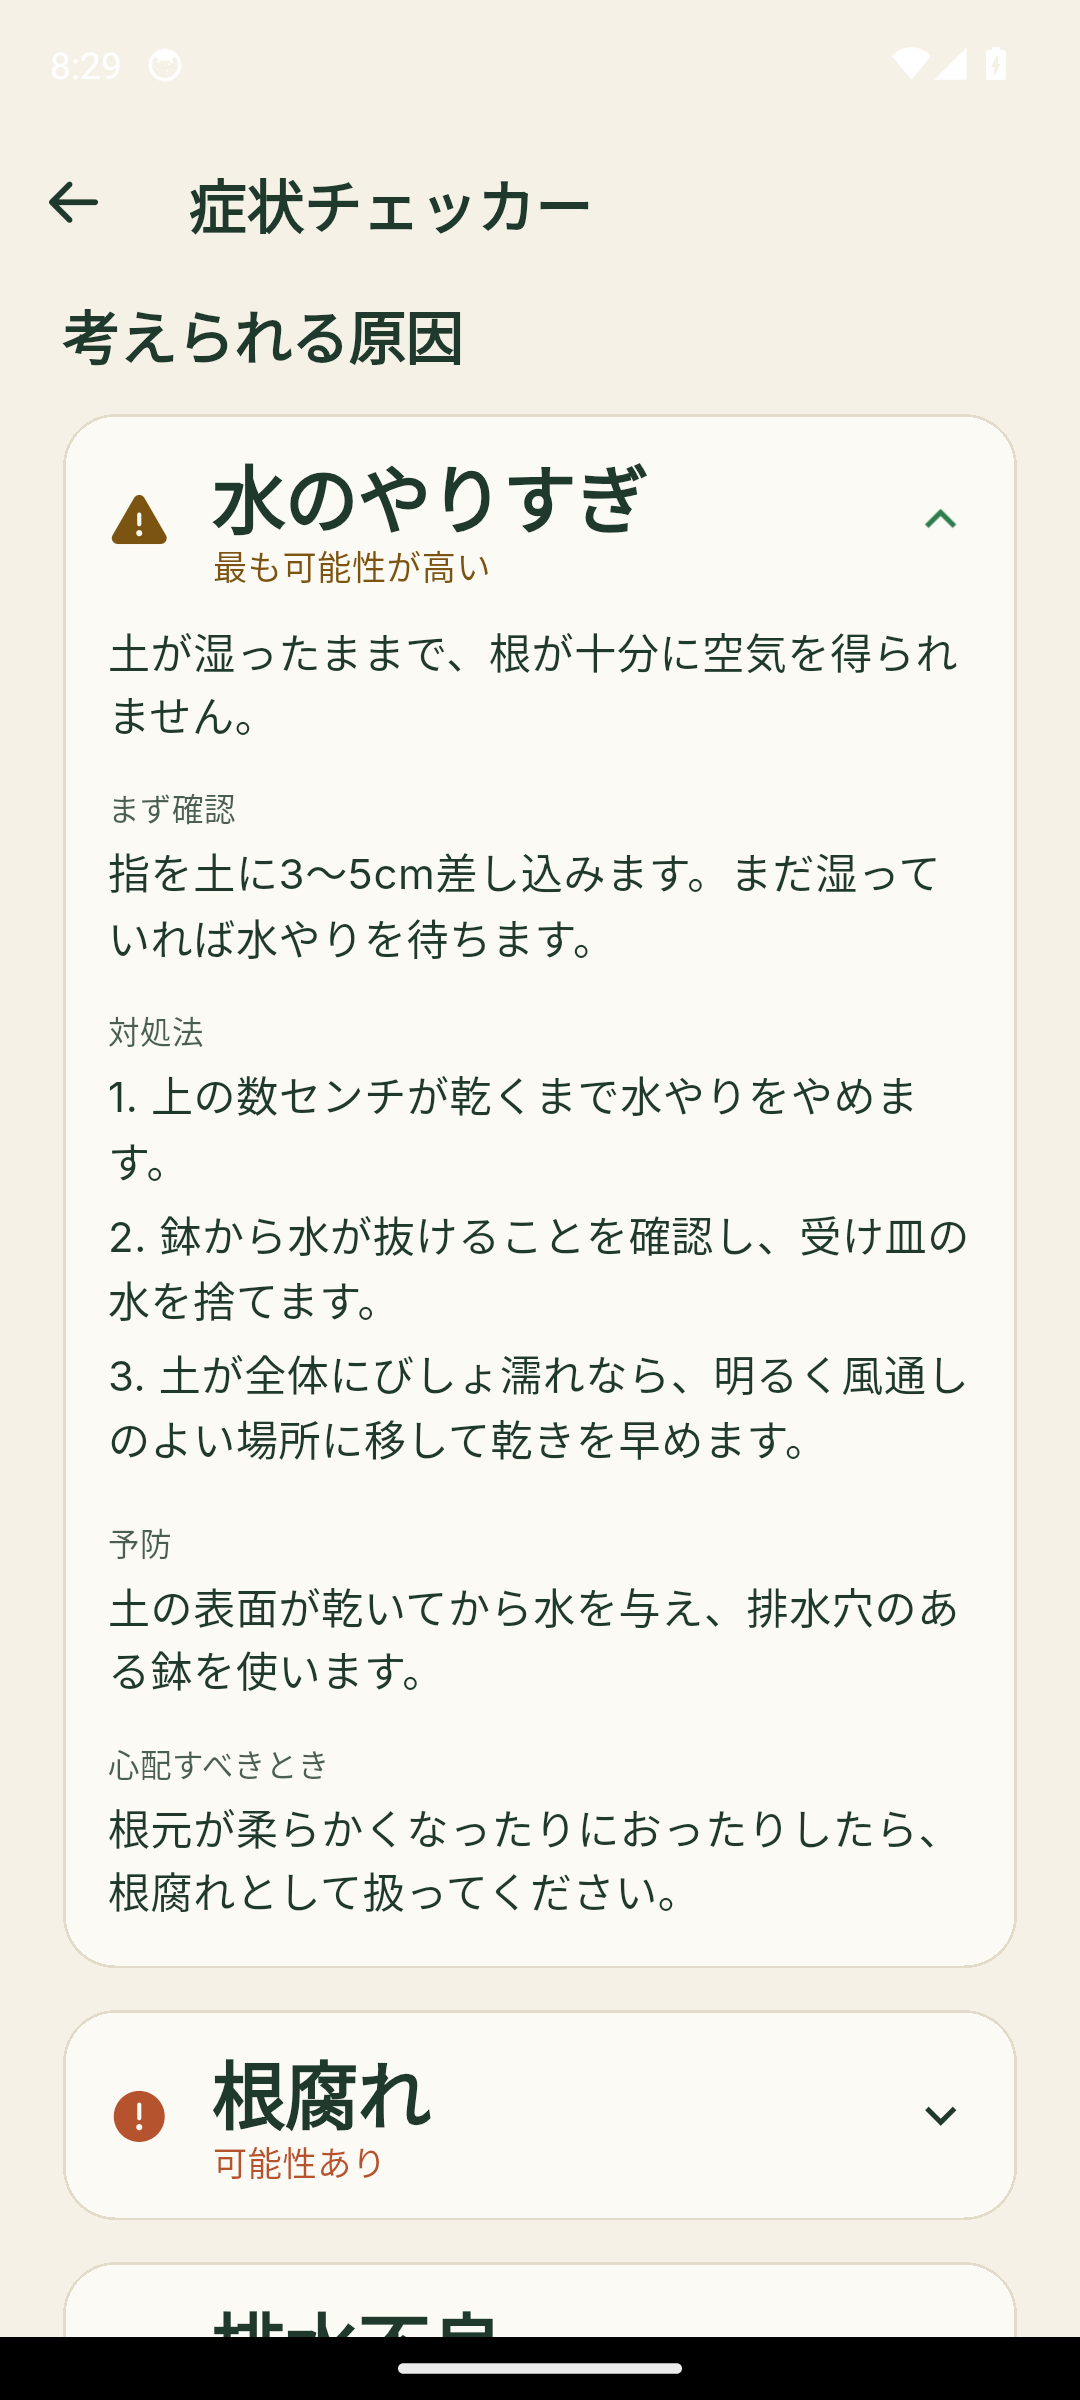 8:29
症状チェッカー
考えられる原因
水のやりすぎ
最も可能性が高い
土が湿ったままで、根が十分に空気を得られ
ません。
まず確認
指を土に3〜5cm差し込みます。まだ湿って
いれば水やりを待ちます。
対処法
1. 上の数センチが乾くまで水やりをやめま
す。
2. 鉢から水が抜けることを確認し、受け皿の
水を捨てます。
3. 土が全体にびしょ濡れなら、明るく風通し
のよい場所に移して乾きを早めます。
予防
土の表面が乾いてから水を与え、排水穴のあ
る鉢を使います。
心配すべきとき
根元が柔らかくなったりにおったりしたら、
根腐れとして扱ってください。
根腐れ
可能性あり
排水不良